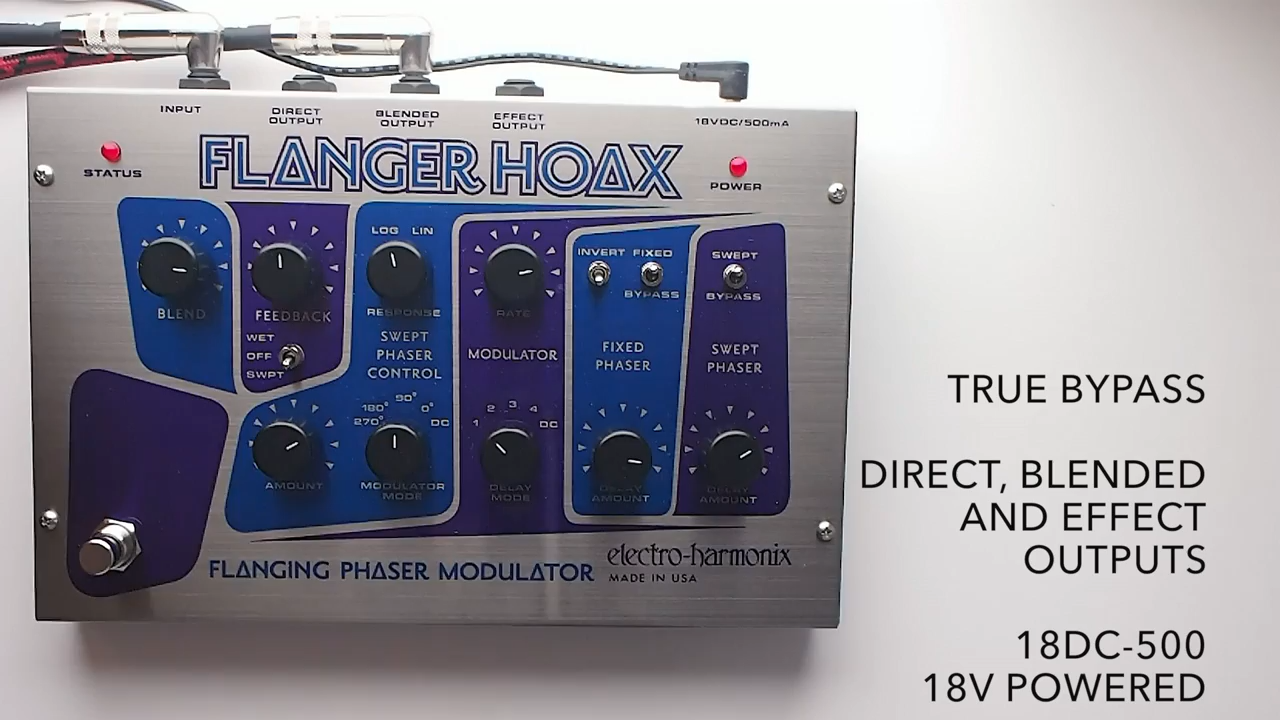 INPUT
DIRECT
OUTPUT
BLENDED
OUTPUT
EFFECT
OUTPUT
18VDC/500mA
STATUS
FLANGER HOAX
POWER
BLEND
FEEDBACK
WET
OFF
SWPT
LOG LIN
RESPONSE
SWEPT
PHASER
CONTROL
RATE
MODULATOR
INVERT FIXED
BYPASS
FIXED
PHASER
SWEPT
BYPASS
SWEPT
PHASER
AMOUNT
90°
180° 0°
270° DC
MODULATOR
MODE
1 2 3 4 DC
DELAY
MODE
DELAY
AMOUNT
DELAY
AMOUNT
FLANGING PHASER MODULATOR
electro-harmonix
MADE IN USA
TRUE BYPASS
DIRECT, BLENDED
AND EFFECT
OUTPUTS
18DC-500
18V POWERED